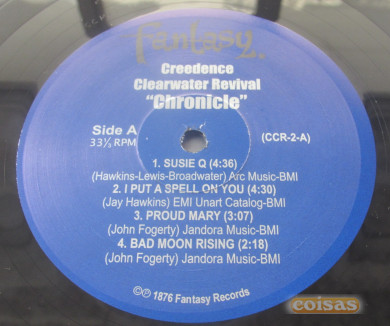 Fantasy
Creedence
Clearwater Revival
"Chronicle"
Side A
33⅓ RPM
(CCR-2-A)
1. SUSIE Q (4:36)
(Hawkins-Lewis-Broadwater) Arc Music-BMI
2. I PUT A SPELL ON YOU (4:30)
(Jay Hawkins) EMI Unart Catalog-BMI
3. PROUD MARY (3:07)
(John Fogerty) Jandora Music-BMI
4. BAD MOON RISING (2:18)
(John Fogerty) Jandora Music-BMI
©℗ 1876 Fantasy Records
coisas